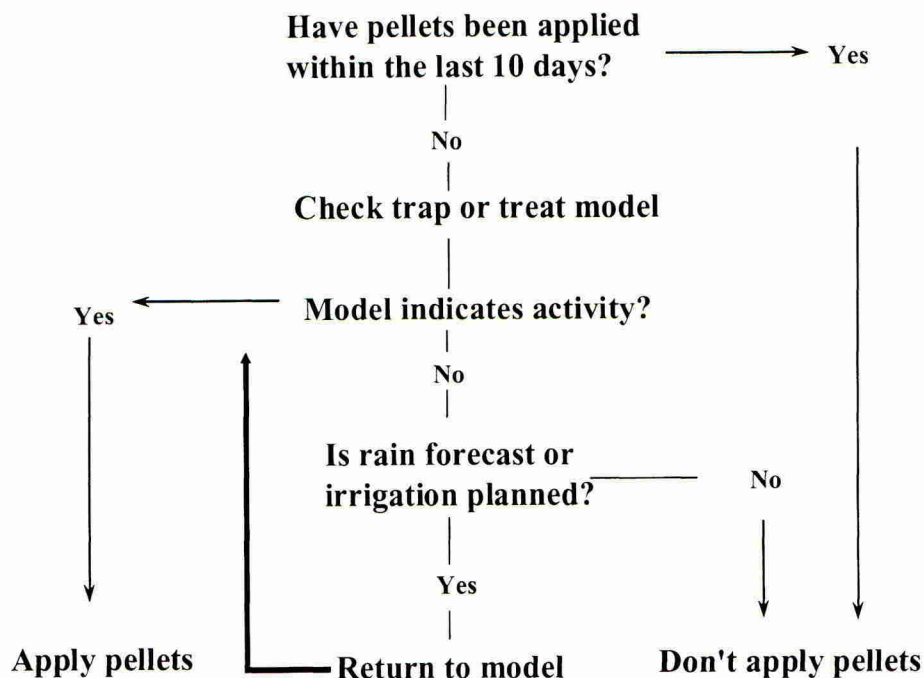 Have pellets been applied
within the last 10 days?
Yes
No
Check trap or treat model
Model indicates activity?
Yes
No
Is rain forecast or
irrigation planned?
No
Yes
Apply pellets
Return to model
Don't apply pellets